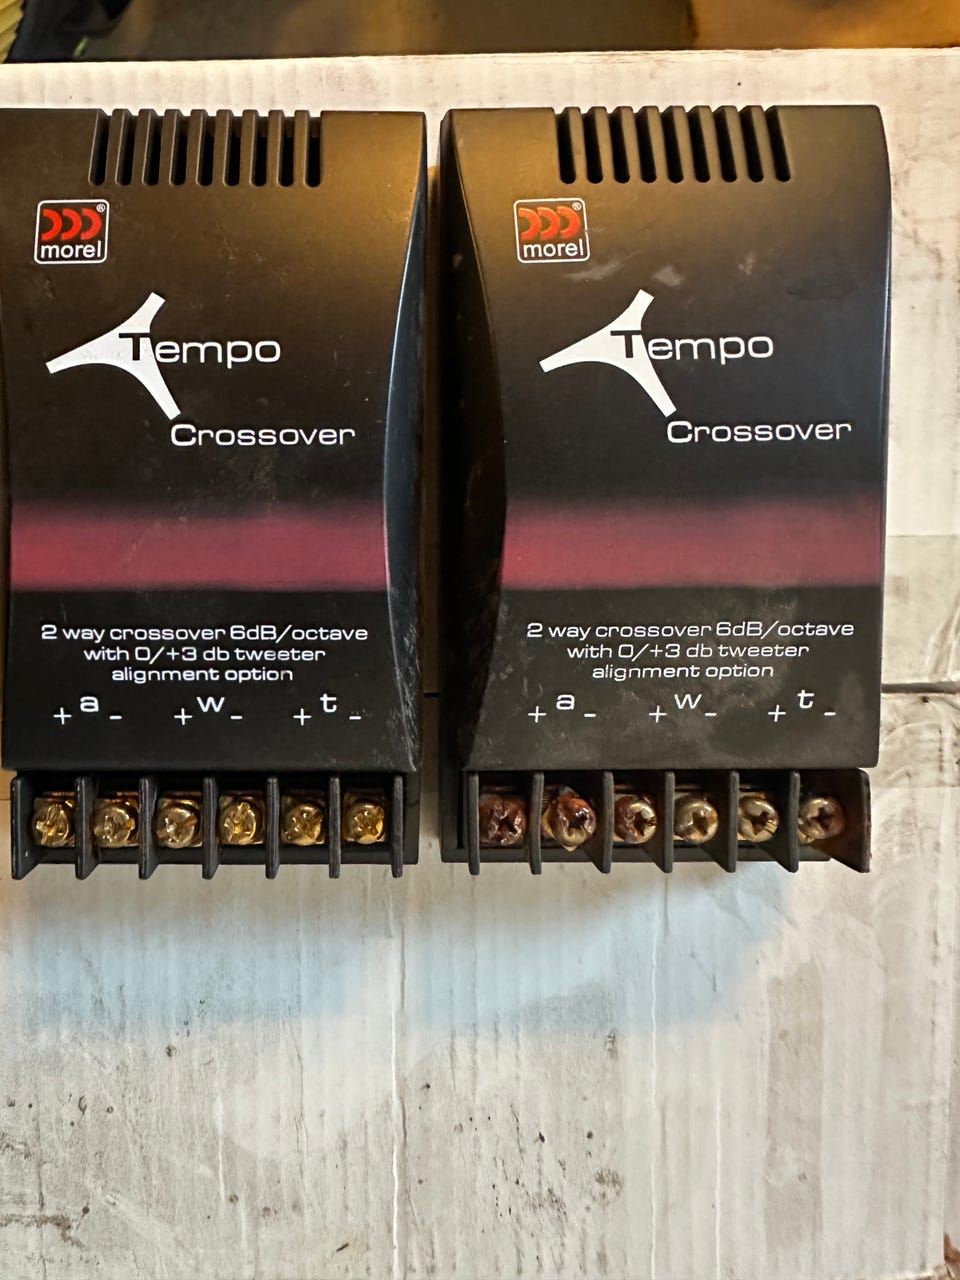 morel®
Tempo
Crossover
2 way crossover 6dB/octave
with 0/+3 db tweeter
alignment option
+ a - + w - + t -
morel®
Tempo
Crossover
2 way crossover 6dB/octave
with 0/+3 db tweeter
alignment option
+ a - + w - + t -